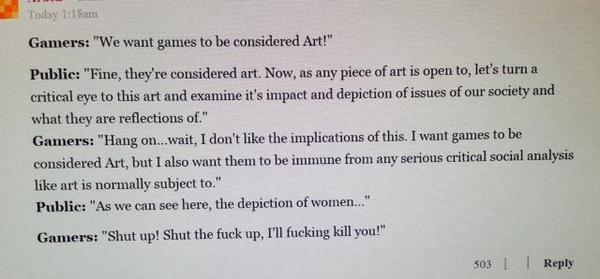 Today 1:18am
Gamers: "We want games to be considered Art!"
Public: "Fine, they're considered art. Now, as any piece of art is open to, let's turn a
critical eye to this art and examine it's impact and depiction of issues of our society and
what they are reflections of."
Gamers: "Hang on...wait, I don't like the implications of this. I want games to be
considered Art, but I also want them to be immune from any serious critical social analysis
like art is normally subject to."
Public: "As we can see here, the depiction of women..."
Gamers: "Shut up! Shut the fuck up, I'll fucking kill you!"
503 Reply